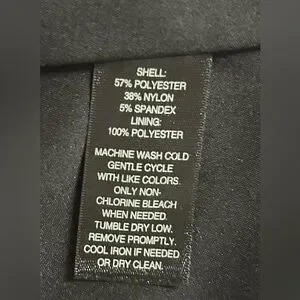 SHELL:
57% POLYESTER
38% NYLON
5% SPANDEX
LINING:
100% POLYESTER
MACHINE WASH COLD
GENTLE CYCLE
WITH LIKE COLORS.
ONLY NON-
CHLORINE BLEACH
WHEN NEEDED.
TUMBLE DRY LOW.
REMOVE PROMPTLY.
COOL IRON IF NEEDED
OR DRY CLEAN.